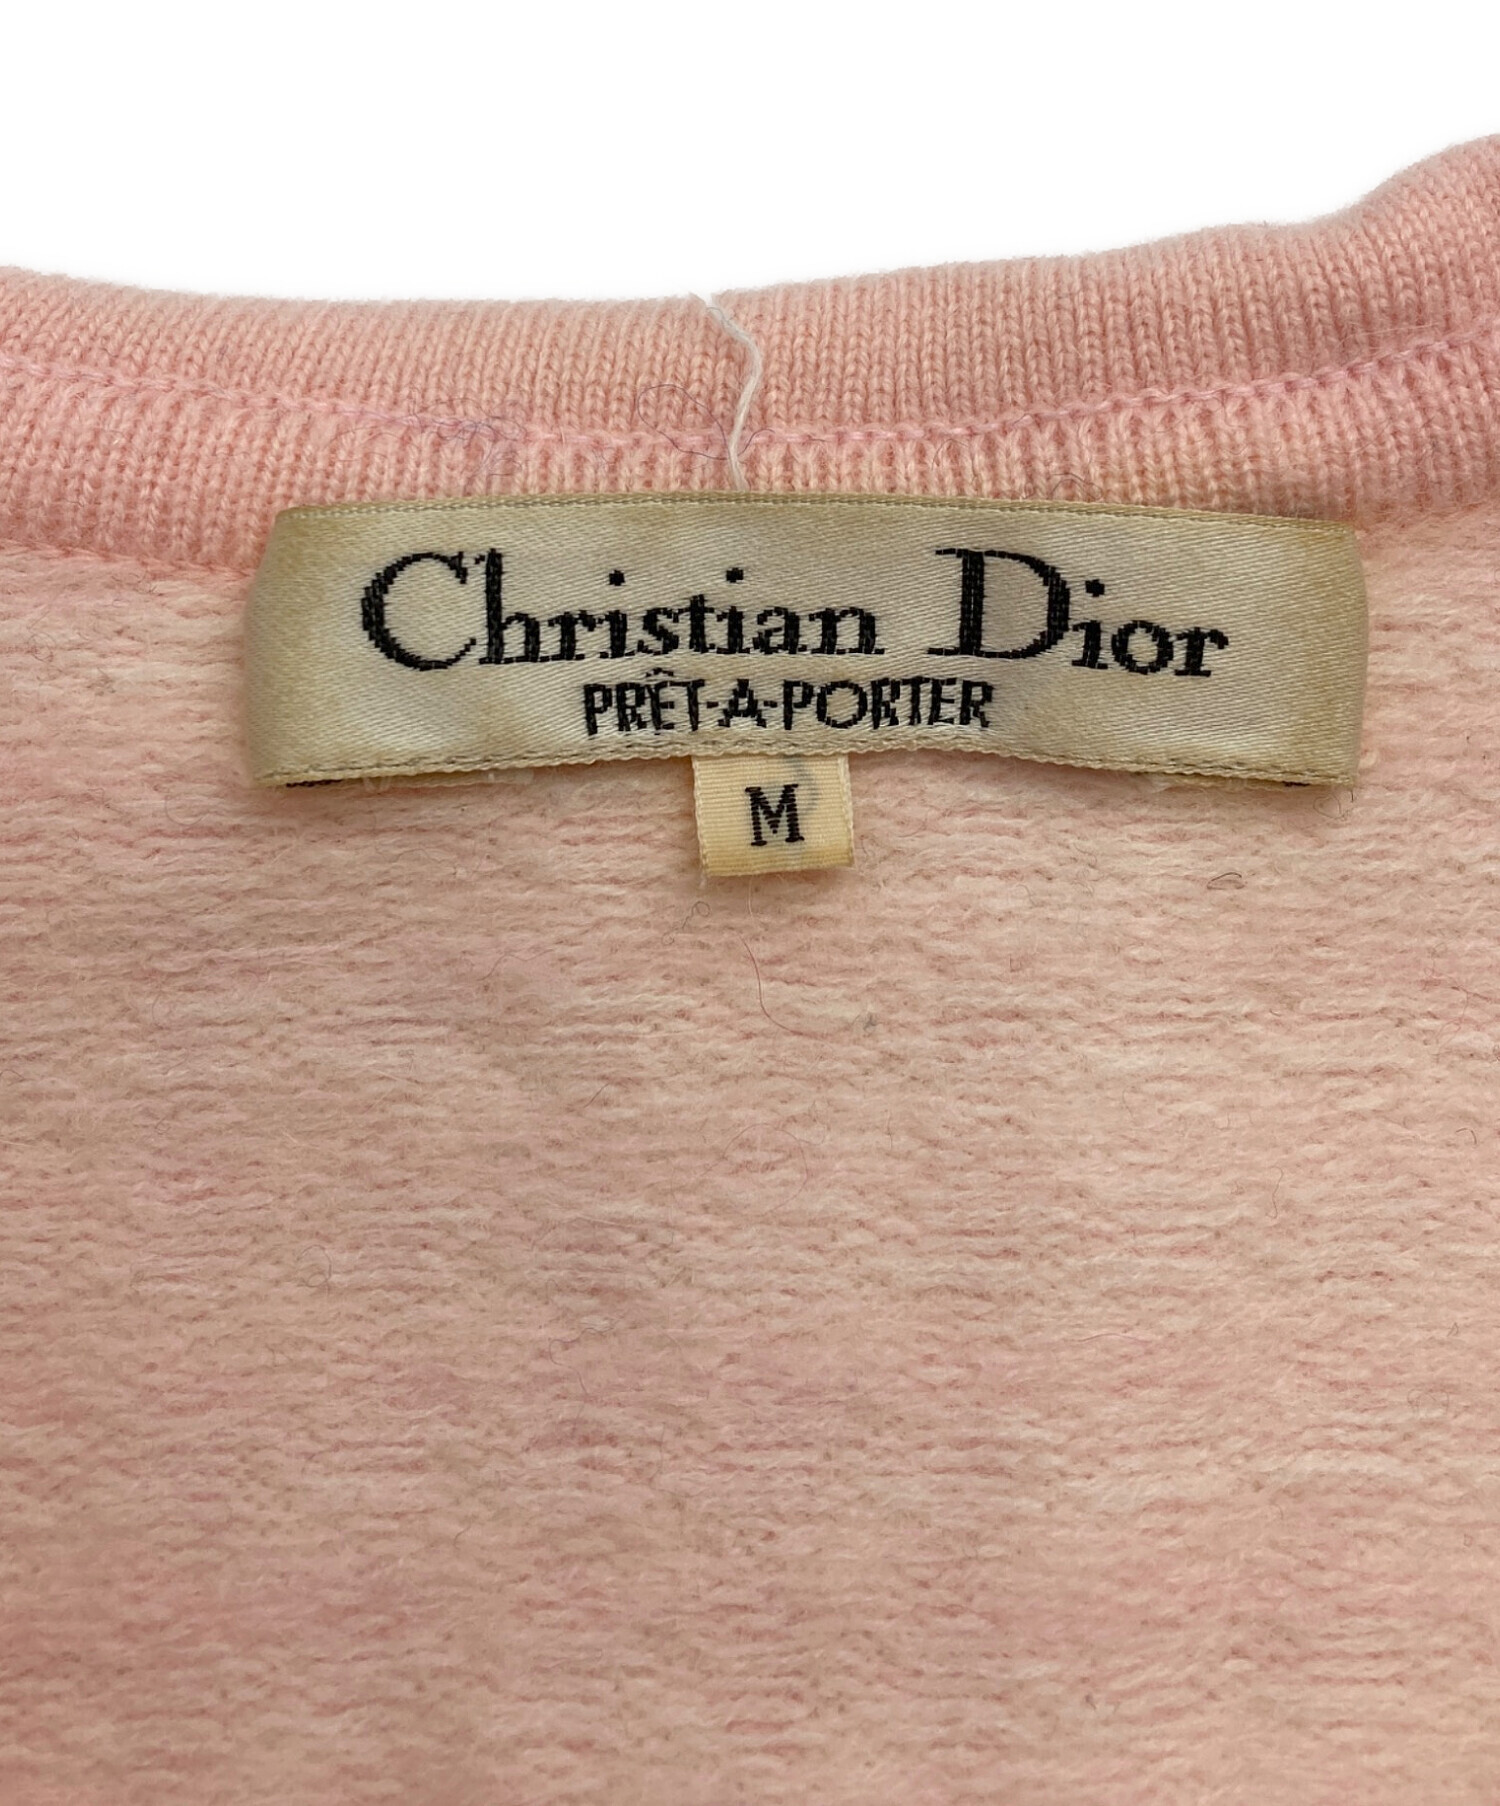 Christian Dior
PRÊT-A-PORTER
M